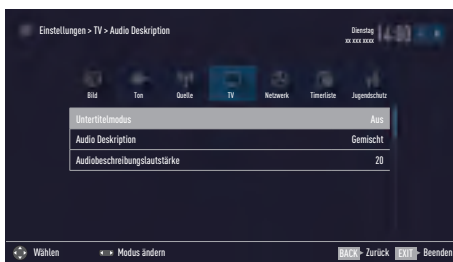 Einstellungen > TV > Audio Deskription
Dienstag
xx xxx xxxx
14:00
Bild Ton Quelle TV Netzwerk Timerliste Jugendschutz
Untertitelmodus Aus
Audio Deskription Gemischt
Audiobeschreibungslautstärke 20
Wählen Modus ändern BACK Zurück EXIT Beenden